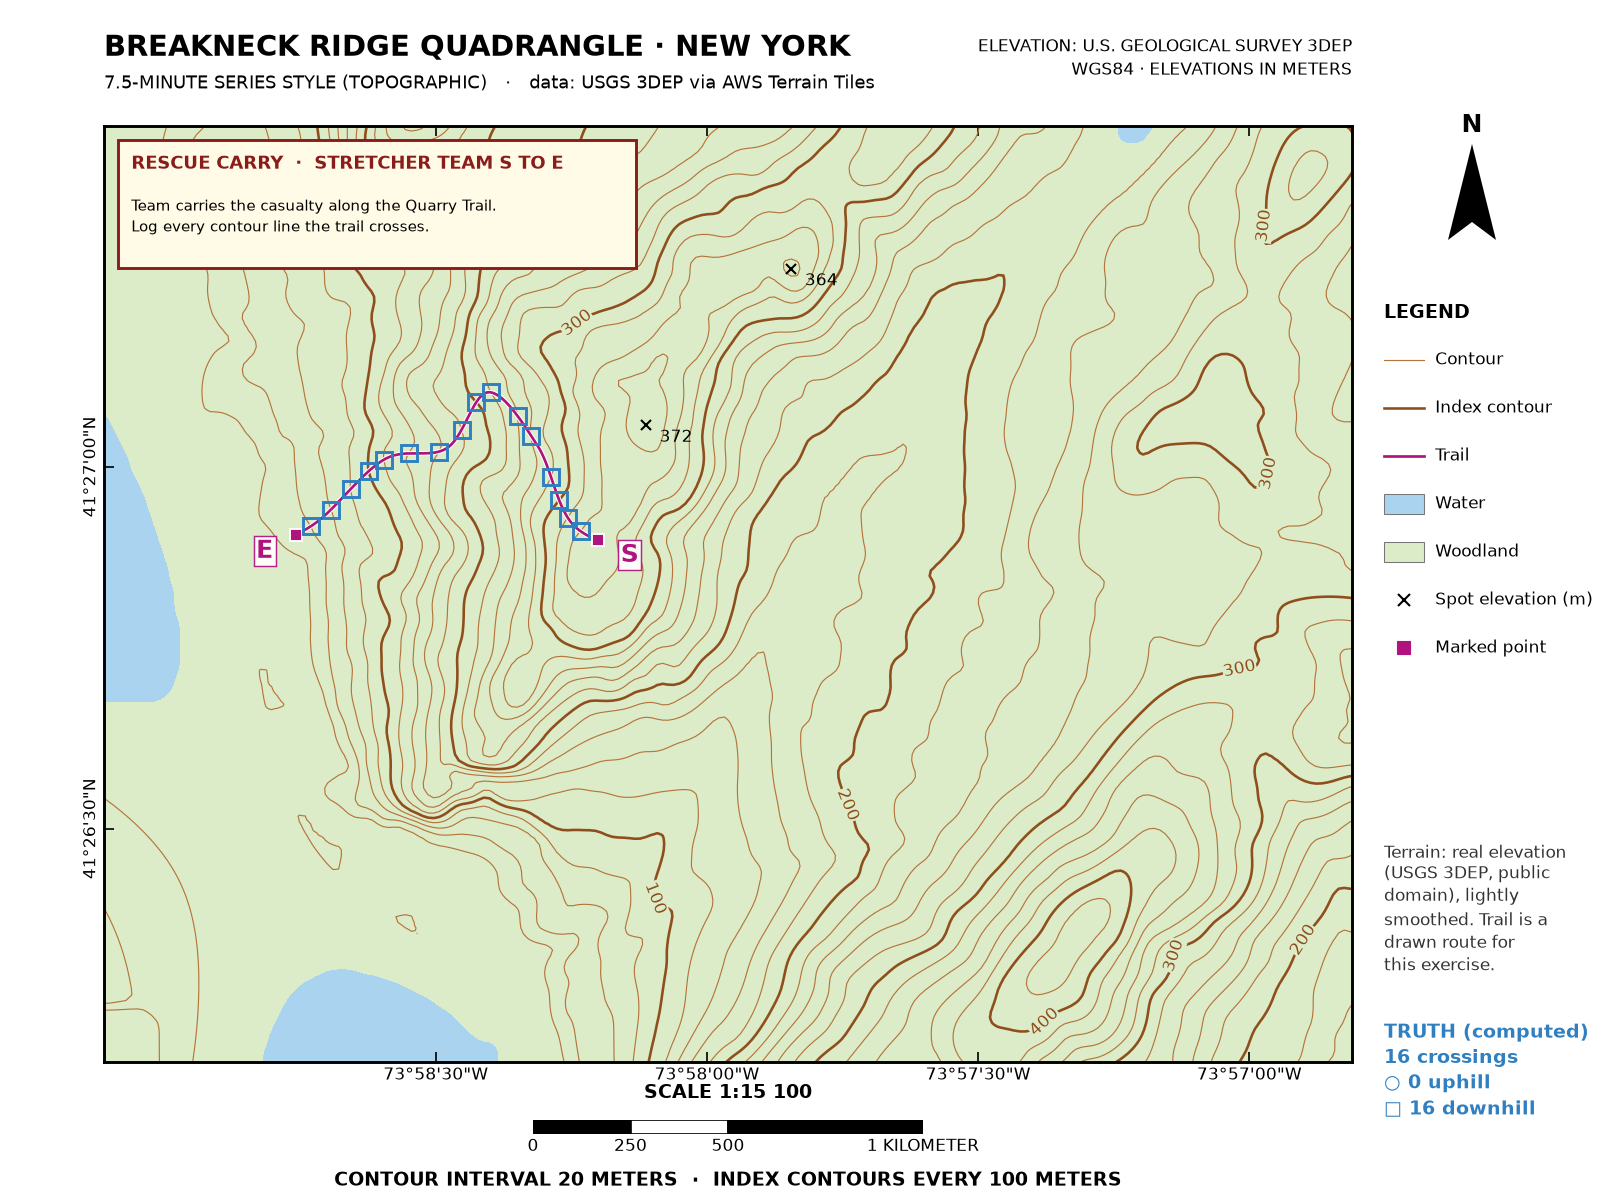 BREAKNECK RIDGE QUADRANGLE · NEW YORK
7.5-MINUTE SERIES STYLE (TOPOGRAPHIC) · data: USGS 3DEP via AWS Terrain Tiles
ELEVATION: U.S. GEOLOGICAL SURVEY 3DEP
WGS84 · ELEVATIONS IN METERS
RESCUE CARRY · STRETCHER TEAM S TO E
Team carries the casualty along the Quarry Trail.
Log every contour line the trail crosses.
N
300
364
300
372
300
41°27'00"N
E
S
300
200
41°26'30"N
100
300
200
400
73°58'30"W
73°58'00"W
73°57'30"W
73°57'00"W
LEGEND
Contour
Index contour
Trail
Water
Woodland
Spot elevation (m)
Marked point
Terrain: real elevation
(USGS 3DEP, public
domain), lightly
smoothed. Trail is a
drawn route for
this exercise.
TRUTH (computed)
16 crossings
○ 0 uphill
□ 16 downhill
SCALE 1:15 100
0
250
500
1 KILOMETER
CONTOUR INTERVAL 20 METERS · INDEX CONTOURS EVERY 100 METERS